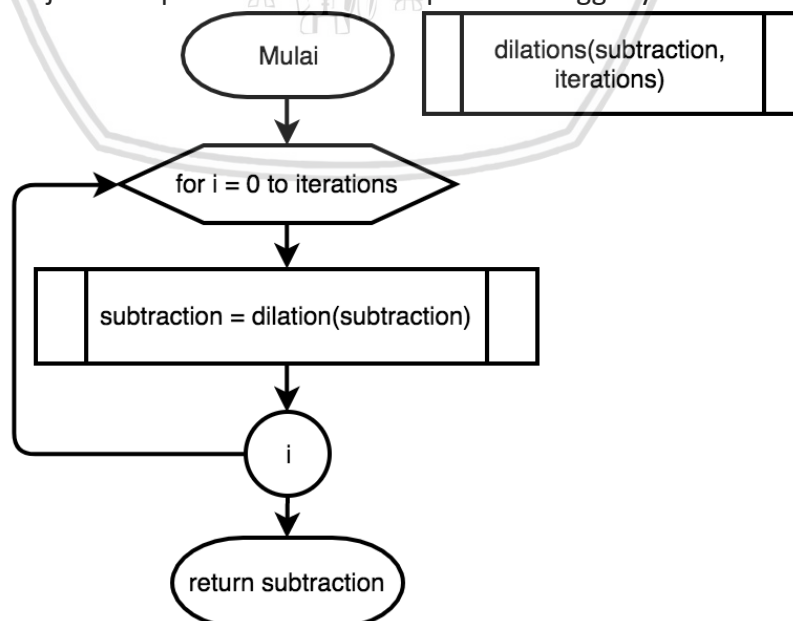 Mulai
dilations(subtraction,
iterations)
for i = 0 to iterations
subtraction = dilation(subtraction)
i
return subtraction